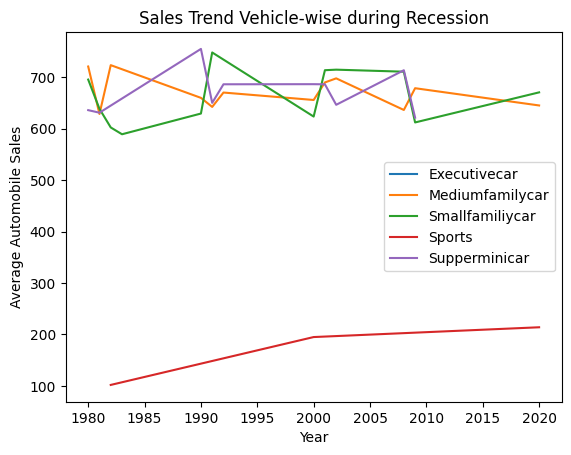 Sales Trend Vehicle-wise during Recession
Average Automobile Sales
700
600
500
400
300
200
100
Executivecar
Mediumfamilycar
Smallfamiliycar
Sports
Supperminicar
1980 1985 1990 1995 2000 2005 2010 2015 2020
Year